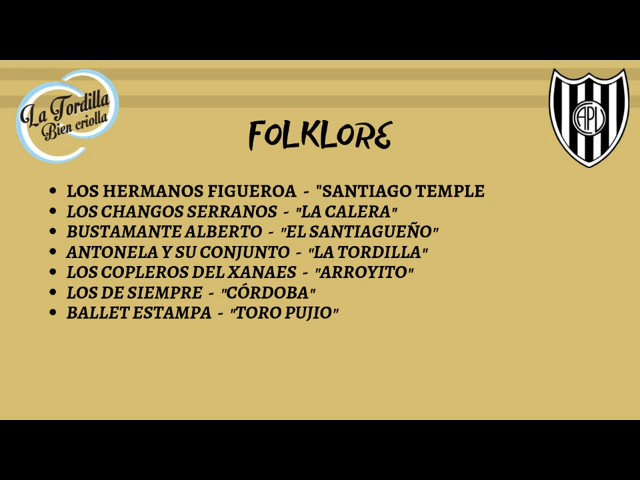 La Tordilla
Bien criolla
API
FOLKLORE
• LOS HERMANOS FIGUEROA - "SANTIAGO TEMPLE
• LOS CHANGOS SERRANOS - "LA CALERA"
• BUSTAMANTE ALBERTO - "EL SANTIAGUEÑO"
• ANTONELA Y SU CONJUNTO - "LA TORDILLA"
• LOS COPLEROS DEL XANAES - "ARROYITO"
• LOS DE SIEMPRE - "CÓRDOBA"
• BALLET ESTAMPA - "TORO PUJIO"